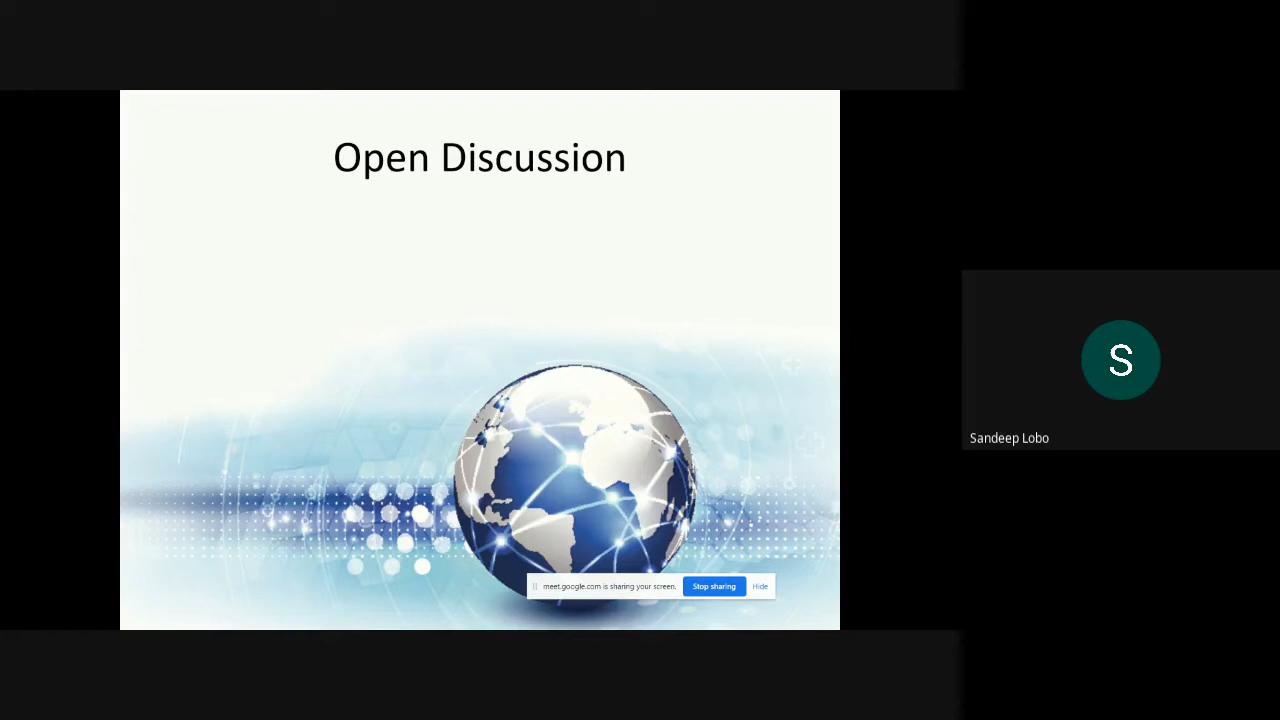 Open Discussion
S
Sandeep Lobo
meet.google.com is sharing your screen. Stop sharing Hide